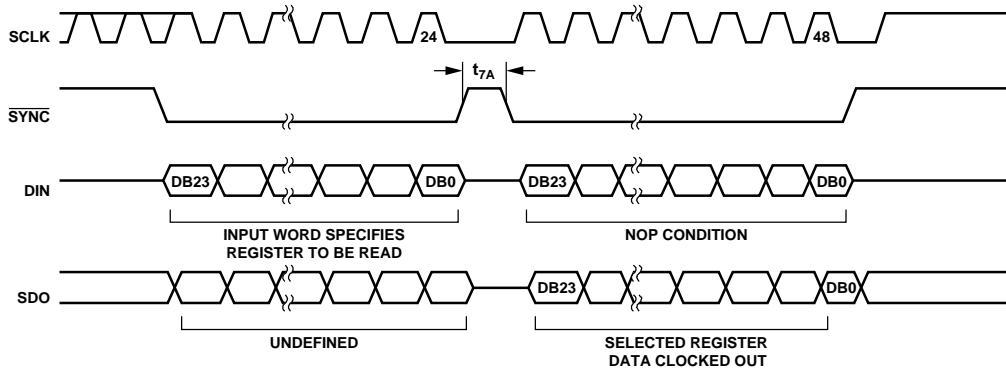 SCLK
24
48
t7A
SYNC
DIN
DB23
DB0
DB23
DB0
INPUT WORD SPECIFIES
REGISTER TO BE READ
NOP CONDITION
SDO
DB23
DB0
UNDEFINED
SELECTED REGISTER
DATA CLOCKED OUT